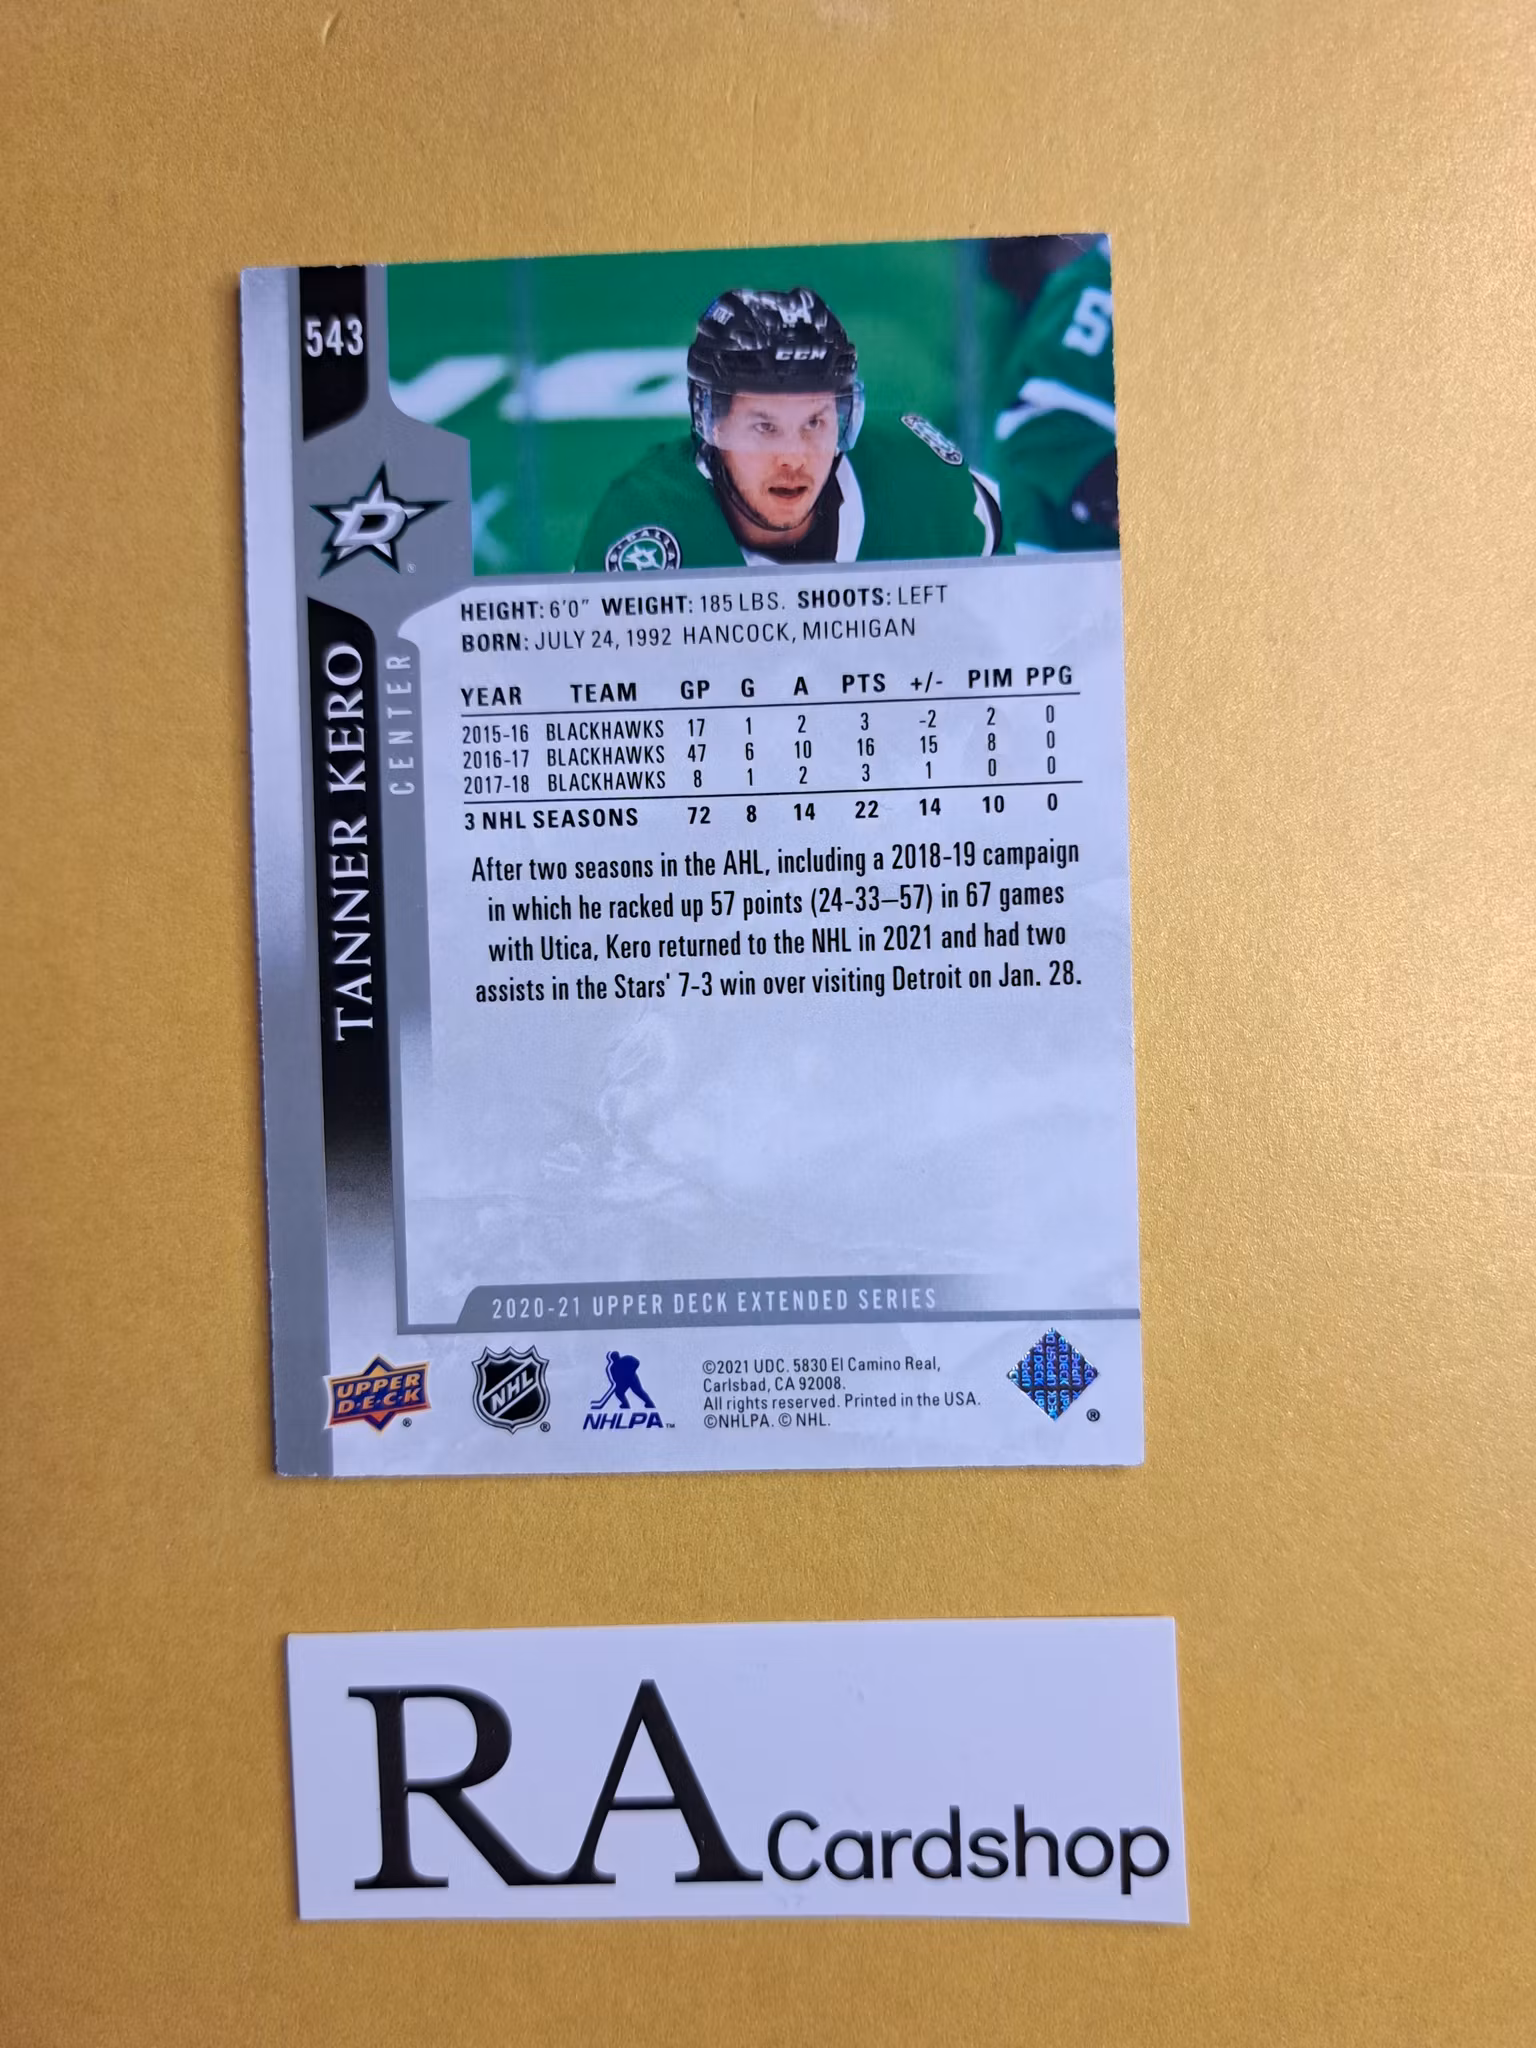 543
CCM
DALLA
D
TANNER KERO
CENTER
HEIGHT: 6'0" WEIGHT: 185 LBS. SHOOTS: LEFT
BORN: JULY 24, 1992 HANCOCK, MICHIGAN
YEAR TEAM GP G A PTS +/- PIM PPG
2015-16 BLACKHAWKS 17 1 2 3 -2 2 0
2016-17 BLACKHAWKS 47 6 10 16 15 8 0
2017-18 BLACKHAWKS 8 1 2 3 1 0 0
3 NHL SEASONS 72 8 14 22 14 10 0
After two seasons in the AHL, including a 2018-19 campaign
in which he racked up 57 points (24-33—57) in 67 games
with Utica, Kero returned to the NHL in 2021 and had two
assists in the Stars' 7-3 win over visiting Detroit on Jan. 28.
2020-21 UPPER DECK EXTENDED SERIES
UPPER
D·E·C·K ®
NHL ®
NHLPA ™
©2021 UDC. 5830 El Camino Real,
Carlsbad, CA 92008.
All rights reserved. Printed in the USA.
©NHLPA. © NHL.
®
RA Cardshop